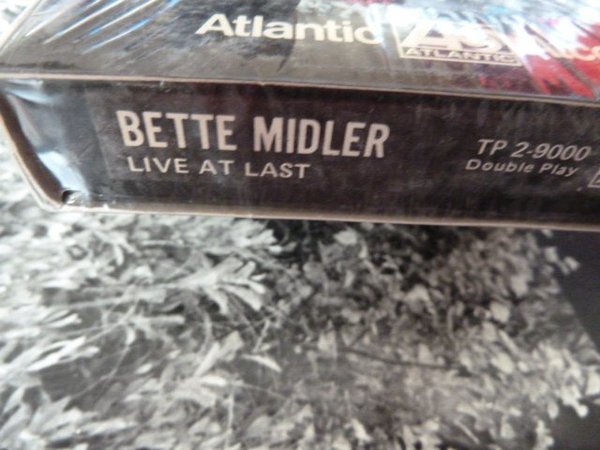 Atlantic
ATLANTIC
BETTE MIDLER
LIVE AT LAST
TP 2-9000
Double Play